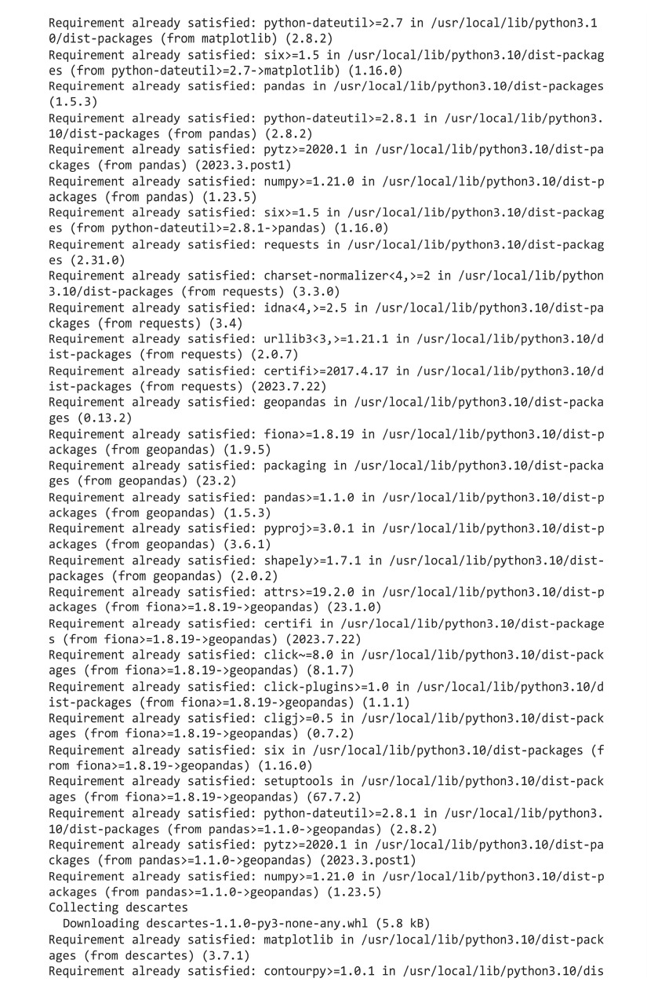 Requirement already satisfied: python-dateutil>=2.7 in /usr/local/lib/python3.1
0/dist-packages (from matplotlib) (2.8.2)
Requirement already satisfied: six>=1.5 in /usr/local/lib/python3.10/dist-packag
es (from python-dateutil>=2.7->matplotlib) (1.16.0)
Requirement already satisfied: pandas in /usr/local/lib/python3.10/dist-packages
(1.5.3)
Requirement already satisfied: python-dateutil>=2.8.1 in /usr/local/lib/python3.
10/dist-packages (from pandas) (2.8.2)
Requirement already satisfied: pytz>=2020.1 in /usr/local/lib/python3.10/dist-pa
ckages (from pandas) (2023.3.post1)
Requirement already satisfied: numpy>=1.21.0 in /usr/local/lib/python3.10/dist-p
ackages (from pandas) (1.23.5)
Requirement already satisfied: six>=1.5 in /usr/local/lib/python3.10/dist-packag
es (from python-dateutil>=2.8.1->pandas) (1.16.0)
Requirement already satisfied: requests in /usr/local/lib/python3.10/dist-packag
es (2.31.0)
Requirement already satisfied: charset-normalizer<4,>=2 in /usr/local/lib/python
3.10/dist-packages (from requests) (3.3.0)
Requirement already satisfied: idna<4,>=2.5 in /usr/local/lib/python3.10/dist-pa
ckages (from requests) (3.4)
Requirement already satisfied: urllib3<3,>=1.21.1 in /usr/local/lib/python3.10/d
ist-packages (from requests) (2.0.7)
Requirement already satisfied: certifi>=2017.4.17 in /usr/local/lib/python3.10/d
ist-packages (from requests) (2023.7.22)
Requirement already satisfied: geopandas in /usr/local/lib/python3.10/dist-packa
ges (0.13.2)
Requirement already satisfied: fiona>=1.8.19 in /usr/local/lib/python3.10/dist-p
ackages (from geopandas) (1.9.5)
Requirement already satisfied: packaging in /usr/local/lib/python3.10/dist-packa
ges (from geopandas) (23.2)
Requirement already satisfied: pandas>=1.1.0 in /usr/local/lib/python3.10/dist-p
ackages (from geopandas) (1.5.3)
Requirement already satisfied: pyproj>=3.0.1 in /usr/local/lib/python3.10/dist-p
ackages (from geopandas) (3.6.1)
Requirement already satisfied: shapely>=1.7.1 in /usr/local/lib/python3.10/dist-
packages (from geopandas) (2.0.2)
Requirement already satisfied: attrs>=19.2.0 in /usr/local/lib/python3.10/dist-p
ackages (from fiona>=1.8.19->geopandas) (23.1.0)
Requirement already satisfied: certifi in /usr/local/lib/python3.10/dist-package
s (from fiona>=1.8.19->geopandas) (2023.7.22)
Requirement already satisfied: click~=8.0 in /usr/local/lib/python3.10/dist-pack
ages (from fiona>=1.8.19->geopandas) (8.1.7)
Requirement already satisfied: click-plugins>=1.0 in /usr/local/lib/python3.10/d
ist-packages (from fiona>=1.8.19->geopandas) (1.1.1)
Requirement already satisfied: cligj>=0.5 in /usr/local/lib/python3.10/dist-pack
ages (from fiona>=1.8.19->geopandas) (0.7.2)
Requirement already satisfied: six in /usr/local/lib/python3.10/dist-packages (f
rom fiona>=1.8.19->geopandas) (1.16.0)
Requirement already satisfied: setuptools in /usr/local/lib/python3.10/dist-pack
ages (from fiona>=1.8.19->geopandas) (67.7.2)
Requirement already satisfied: python-dateutil>=2.8.1 in /usr/local/lib/python3.
10/dist-packages (from pandas>=1.1.0->geopandas) (2.8.2)
Requirement already satisfied: pytz>=2020.1 in /usr/local/lib/python3.10/dist-pa
ckages (from pandas>=1.1.0->geopandas) (2023.3.post1)
Requirement already satisfied: numpy>=1.21.0 in /usr/local/lib/python3.10/dist-p
ackages (from pandas>=1.1.0->geopandas) (1.23.5)
Collecting descartes
  Downloading descartes-1.1.0-py3-none-any.whl (5.8 kB)
Requirement already satisfied: matplotlib in /usr/local/lib/python3.10/dist-pack
ages (from descartes) (3.7.1)
Requirement already satisfied: contourpy>=1.0.1 in /usr/local/lib/python3.10/dis